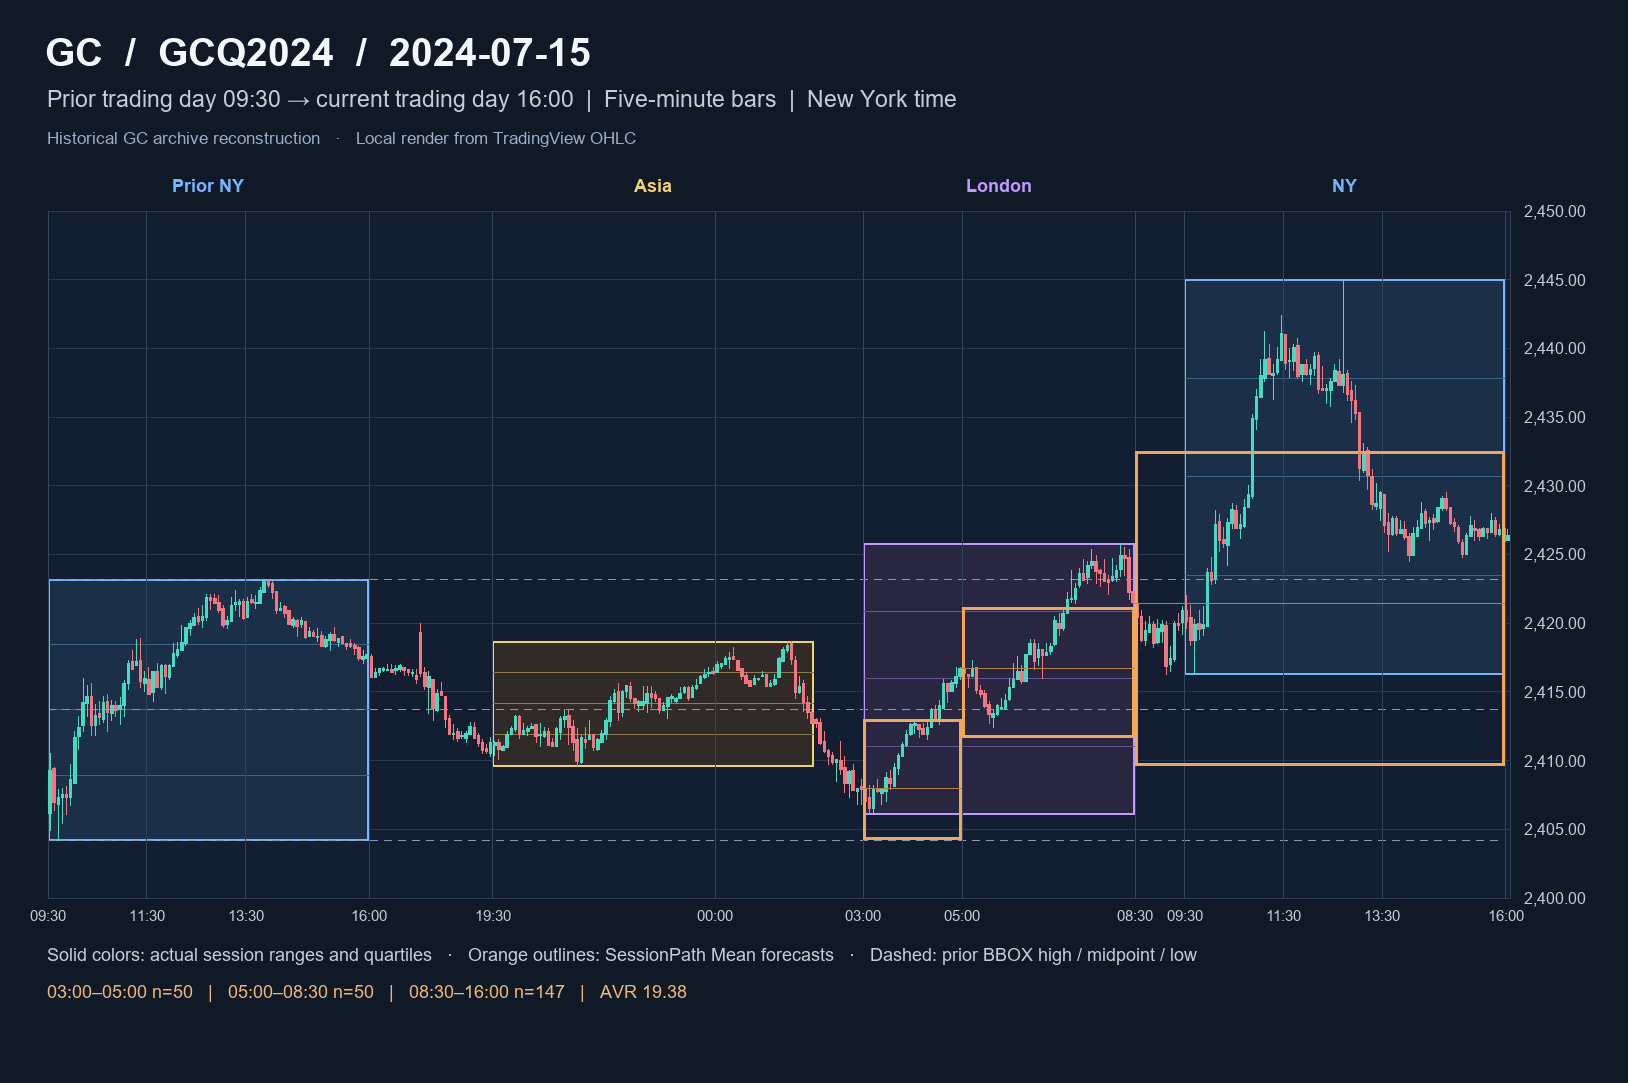 GC / GCQ2024 / 2024-07-15
Prior trading day 09:30 → current trading day 16:00 | Five-minute bars | New York time
Historical GC archive reconstruction · Local render from TradingView OHLC
Prior NY Asia London NY
2,450.00
2,445.00
2,440.00
2,435.00
2,430.00
2,425.00
2,420.00
2,415.00
2,410.00
2,405.00
2,400.00
09:30 11:30 13:30 16:00 19:30 00:00 03:00 05:00 08:30 09:30 11:30 13:30 16:00
Solid colors: actual session ranges and quartiles · Orange outlines: SessionPath Mean forecasts · Dashed: prior BBOX high / midpoint / low
03:00–05:00 n=50 | 05:00–08:30 n=50 | 08:30–16:00 n=147 | AVR 19.38